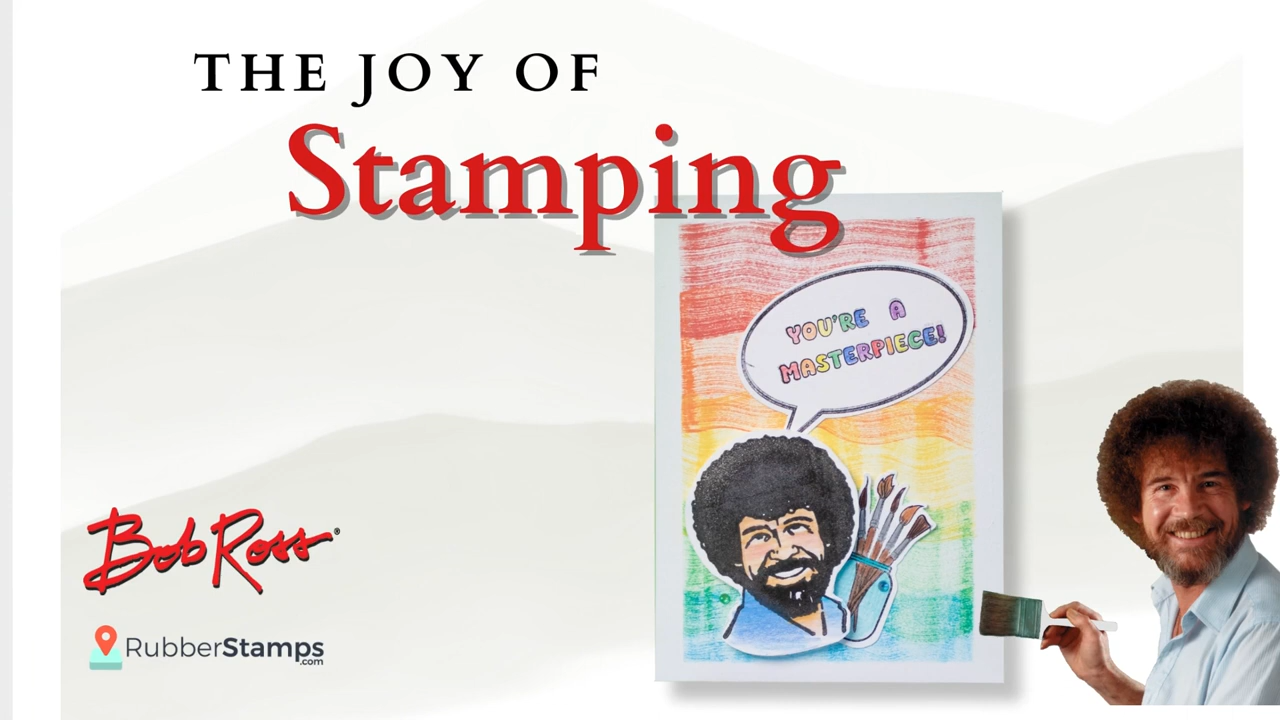 THE JOY OF
Stamping
YOU'RE A
MASTERPIECE!
Bob Ross®
RubberStamps
.com